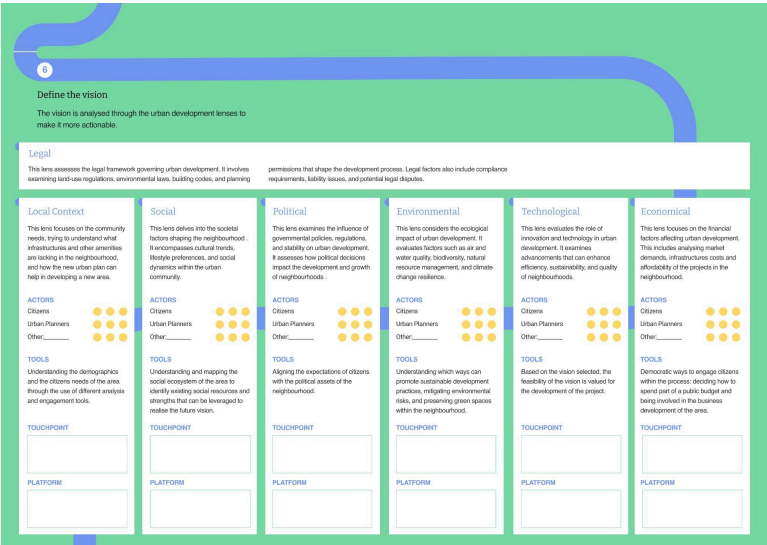 6
Define the vision
The vision is analysed through the urban development lenses to
make it more actionable.
Legal
This lens assesses the legal framework governing urban development. It involves
examining land-use regulations, environmental laws, building codes, and planning
permissions that shape the development process. Legal factors also include compliance
requirements, liability issues, and potential legal disputes.
Local Context
This lens focuses on the community
needs, trying to understand what
infrastructures and other amenities
are lacking in the neighbourhood,
and how the new urban plan can
help in developing a new area.
ACTORS
Citizens
Urban Planners
Other:_______
TOOLS
Understanding the demographics
and the citizens needs of the area
through the use of different analysis
and engagement tools.
TOUCHPOINT
PLATFORM
Social
This lens delves into the societal
factors shaping the neighbourhood .
It encompasses cultural trends,
lifestyle preferences, and social
dynamics within the urban
community.
ACTORS
Citizens
Urban Planners
Other:_______
TOOLS
Understanding and mapping the
social ecosystem of the area to
identify existing social resources and
strengths that can be leveraged to
realise the future vision.
TOUCHPOINT
PLATFORM
Political
This lens examines the influence of
governmental policies, regulations,
and stability on urban development.
It assesses how political decisions
impact the development and growth
of neighbourhoods .
ACTORS
Citizens
Urban Planners
Other:_______
TOOLS
Aligning the expectations of citizens
with the political assets of the
neighbourhood.
TOUCHPOINT
PLATFORM
Environmental
This lens considers the ecological
impact of urban development. It
evaluates factors such as air and
water quality, biodiversity, natural
resource management, and climate
change resilience.
ACTORS
Citizens
Urban Planners
Other:_______
TOOLS
Understanding which ways can
promote sustainable development
practices, mitigating environmental
risks, and preserving green spaces
within the neighbourhood.
TOUCHPOINT
PLATFORM
Technological
This lens evaluates the role of
innovation and technology in urban
development. It examines
advancements that can enhance
efficiency, sustainability, and quality
of neighbourhoods.
ACTORS
Citizens
Urban Planners
Other:_______
TOOLS
Based on the vision selected, the
feasibility of the vision is valued for
the development of the project.
TOUCHPOINT
PLATFORM
Economical
This lens focuses on the financial
factors affecting urban development.
This includes analysing market
demands, infrastructures costs and
affordability of the projects in the
neighbourhood.
ACTORS
Citizens
Urban Planners
Other:_______
TOOLS
Democratic ways to engage citizens
within the process: deciding how to
spend part of a public budget and
being involved in the business
development of the area.
TOUCHPOINT
PLATFORM